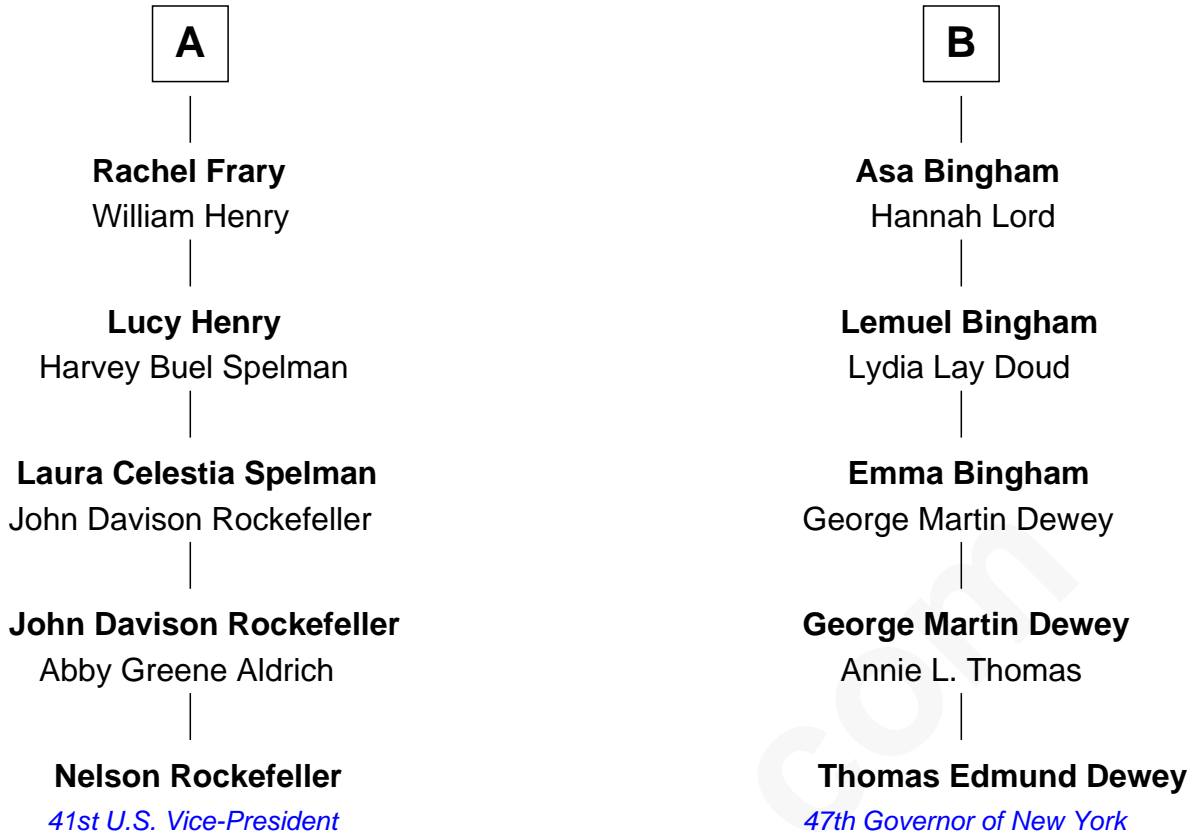 A
Rachel Frary
William Henry
Lucy Henry
Harvey Buel Spelman
Laura Celestia Spelman
John Davison Rockefeller
John Davison Rockefeller
Abby Greene Aldrich
Nelson Rockefeller
41st U.S. Vice-President
B
Asa Bingham
Hannah Lord
Lemuel Bingham
Lydia Lay Doud
Emma Bingham
George Martin Dewey
George Martin Dewey
Annie L. Thomas
Thomas Edmund Dewey
47th Governor of New York
com